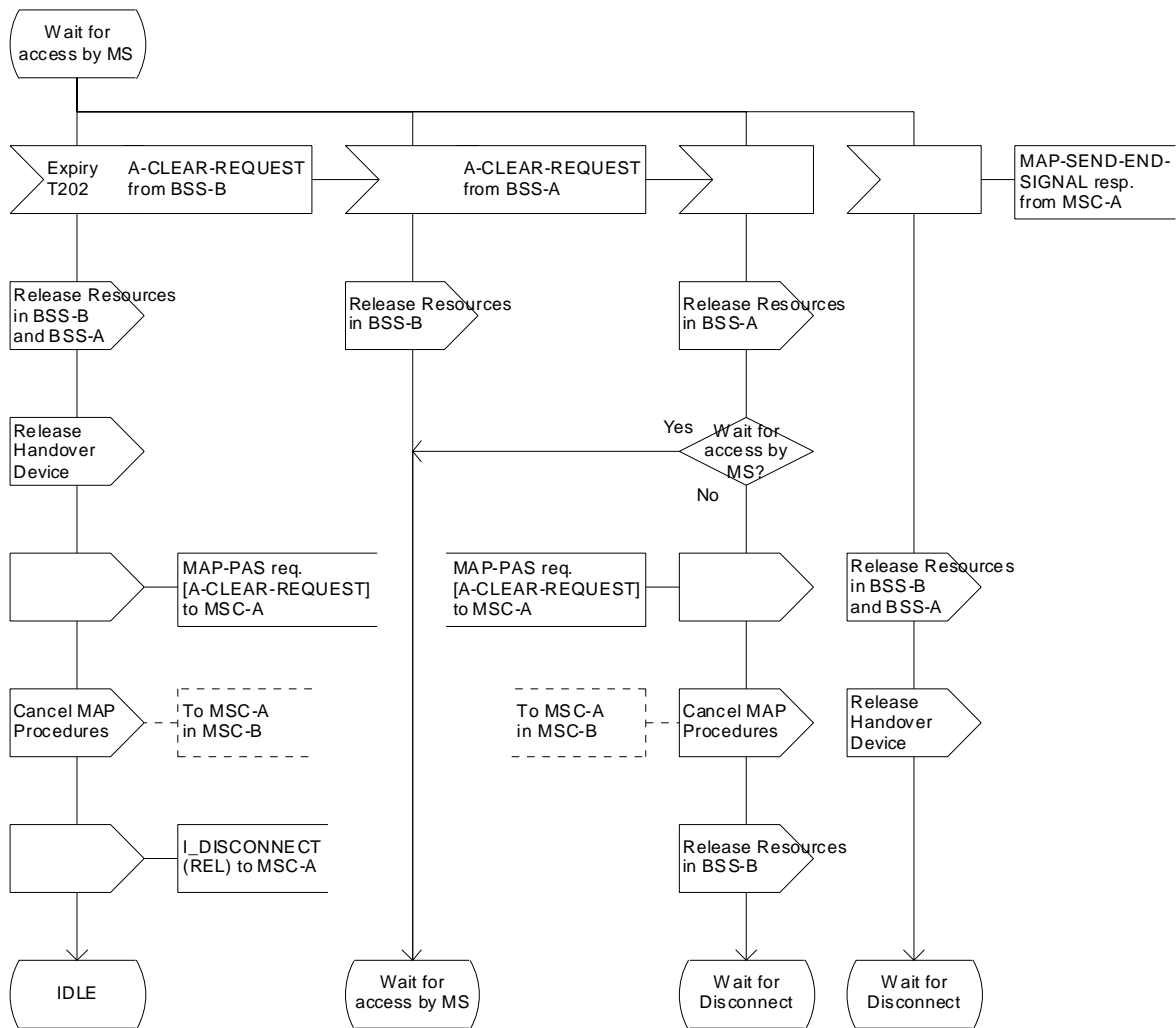 Wait for
access by MS
Expiry
T202
A-CLEAR-REQUEST
from BSS-B
A-CLEAR-REQUEST
from BSS-A
MAP-SEND-END-
SIGNAL resp.
from MSC-A
Release Resources
in BSS-B
and BSS-A
Release Resources
in BSS-B
Release Resources
in BSS-A
Release
Handover
Device
Yes
Wait for
access by
MS?
No
MAP-PAS req.
[A-CLEAR-REQUEST]
to MSC-A
MAP-PAS req.
[A-CLEAR-REQUEST]
to MSC-A
Release Resources
in BSS-B
and BSS-A
Cancel MAP
Procedures
To MSC-A
in MSC-B
To MSC-A
in MSC-B
Cancel MAP
Procedures
Release
Handover
Device
I_DISCONNECT
(REL) to MSC-A
Release Resources
in BSS-B
IDLE
Wait for
access by MS
Wait for
Disconnect
Wait for
Disconnect